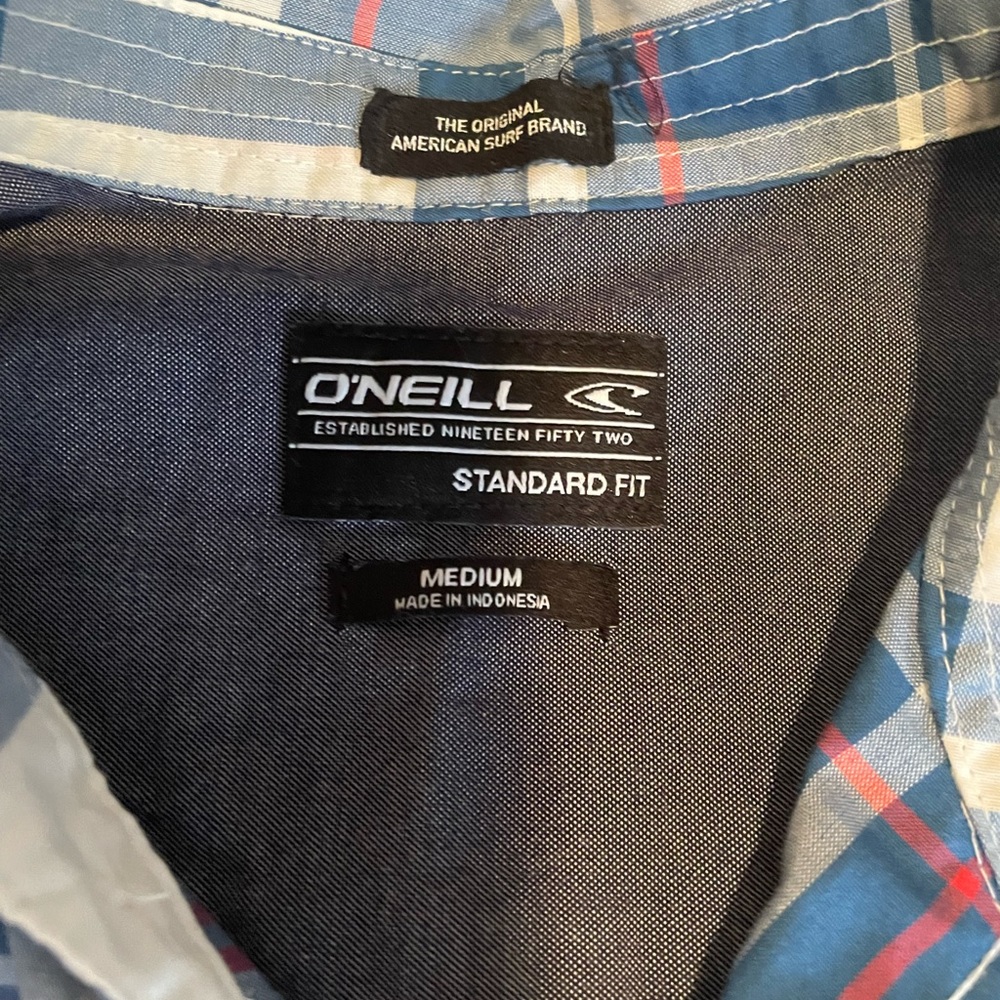 THE ORIGINAL
AMERICAN SURF BRAND
O'NEILL
ESTABLISHED NINETEEN FIFTY TWO
STANDARD FIT
MEDIUM
MADE IN INDONESIA